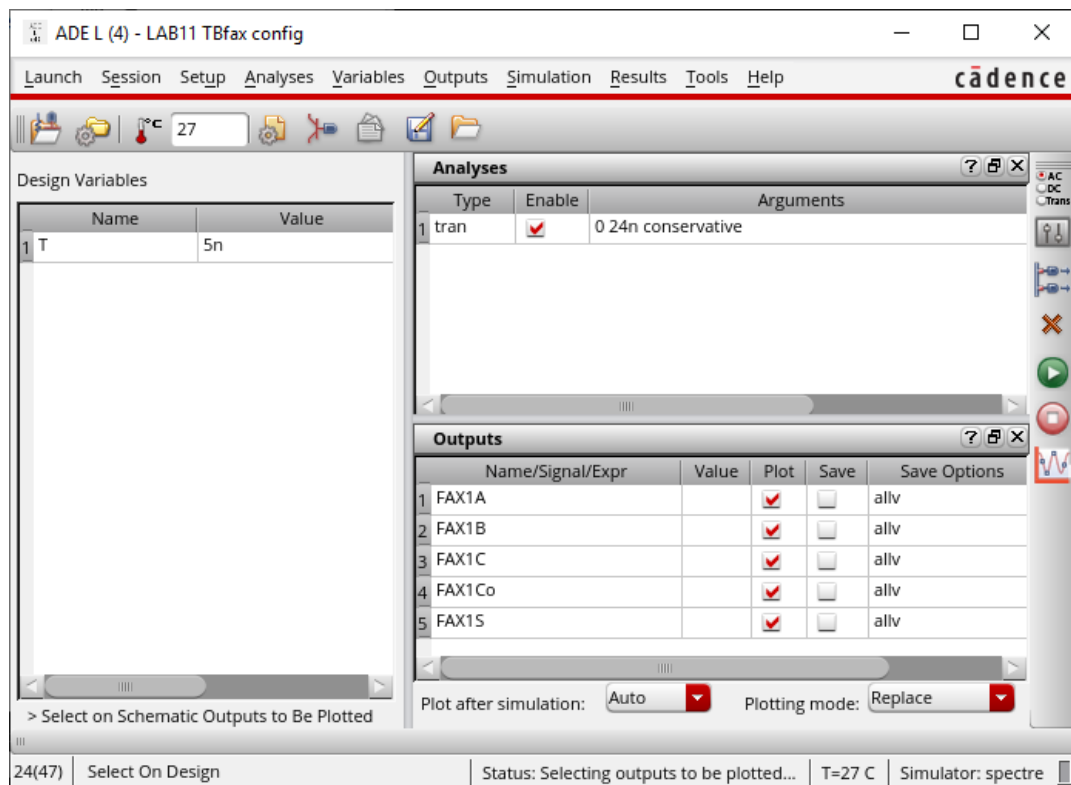 ADE L (4) - LAB11 TBfax config
Launch Session Setup Analyses Variables Outputs Simulation Results Tools Help cādence
°C 27
Design Variables
Name Value
1 T 5n
> Select on Schematic Outputs to Be Plotted
Analyses ?
Type Enable Arguments
1 tran 0 24n conservative
Outputs ?
Name/Signal/Expr Value Plot Save Save Options
1 FAX1A allv
2 FAX1B allv
3 FAX1C allv
4 FAX1Co allv
5 FAX1S allv
Plot after simulation: Auto Plotting mode: Replace
AC
DC
Trans
24(47) Select On Design Status: Selecting outputs to be plotted... T=27 C Simulator: spectre